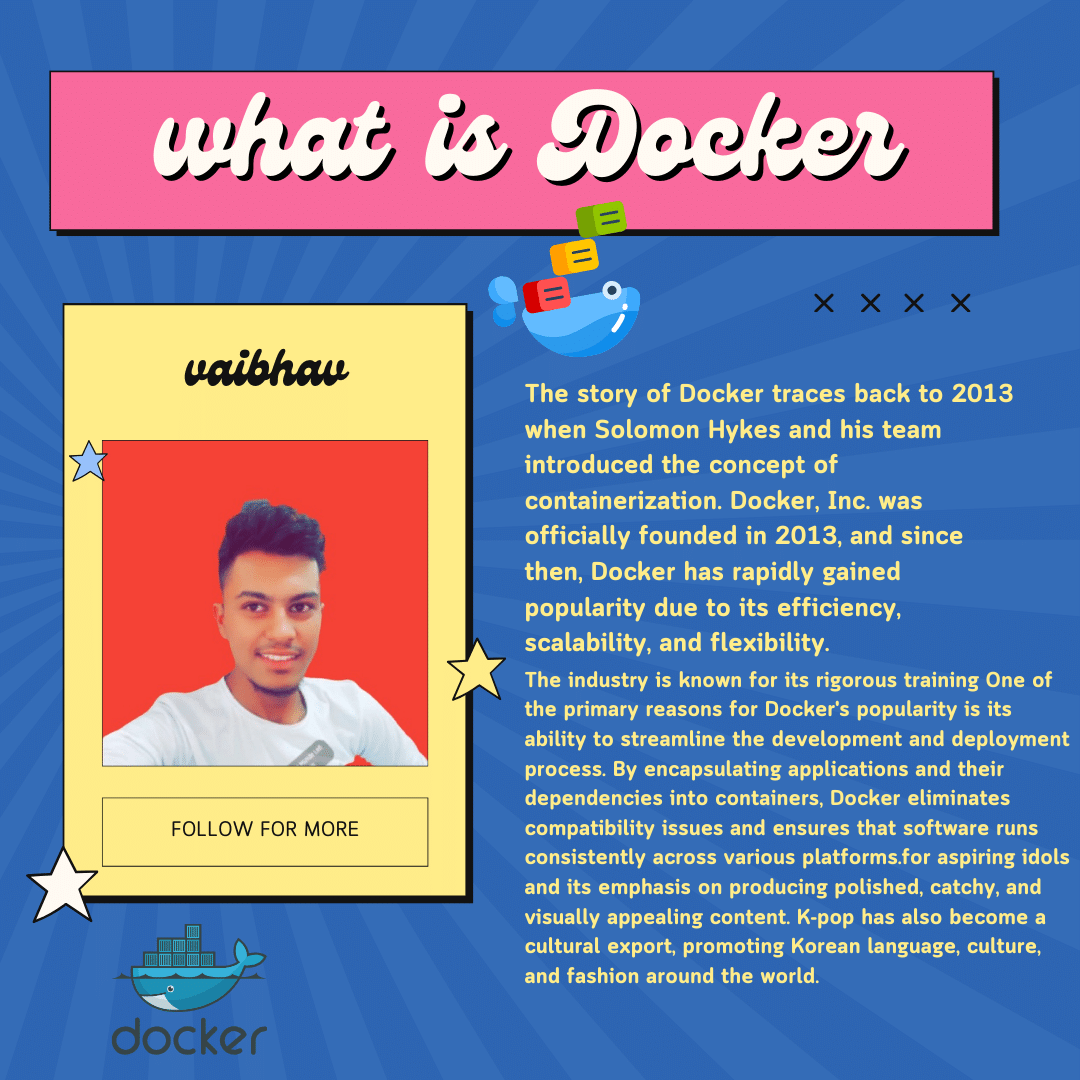 what is Docker
vaibhav
FOLLOW FOR MORE
docker
The story of Docker traces back to 2013
when Solomon Hykes and his team
introduced the concept of
containerization. Docker, Inc. was
officially founded in 2013, and since
then, Docker has rapidly gained
popularity due to its efficiency,
scalability, and flexibility.
The industry is known for its rigorous training One of
the primary reasons for Docker's popularity is its
ability to streamline the development and deployment
process. By encapsulating applications and their
dependencies into containers, Docker eliminates
compatibility issues and ensures that software runs
consistently across various platforms.for aspiring idols
and its emphasis on producing polished, catchy, and
visually appealing content. K-pop has also become a
cultural export, promoting Korean language, culture,
and fashion around the world.